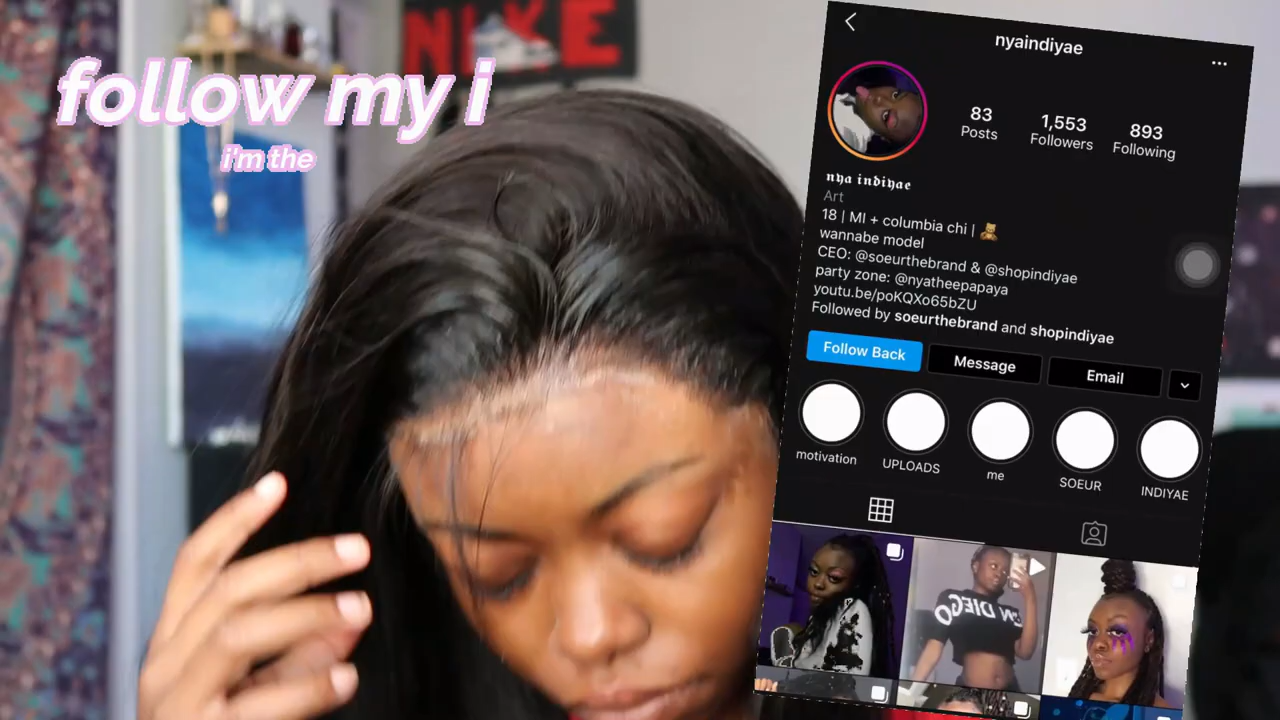 NIKE
follow my i
i'm the
nyaindiyae
83
Posts
1,553
Followers
893
Following
𝖓𝖞𝖆 𝖎𝖓𝖉𝖎𝖞𝖆𝖊
Art
18 | MI + columbia chi | 🧸
wannabe model
CEO: @soeurthebrand & @shopindiyae
party zone: @nyatheepapaya
youtu.be/poKQXo65bZU
Followed by soeurthebrand and shopindiyae
Follow Back
Message
Email
motivation
UPLOADS
me
SOEUR
INDIYAE